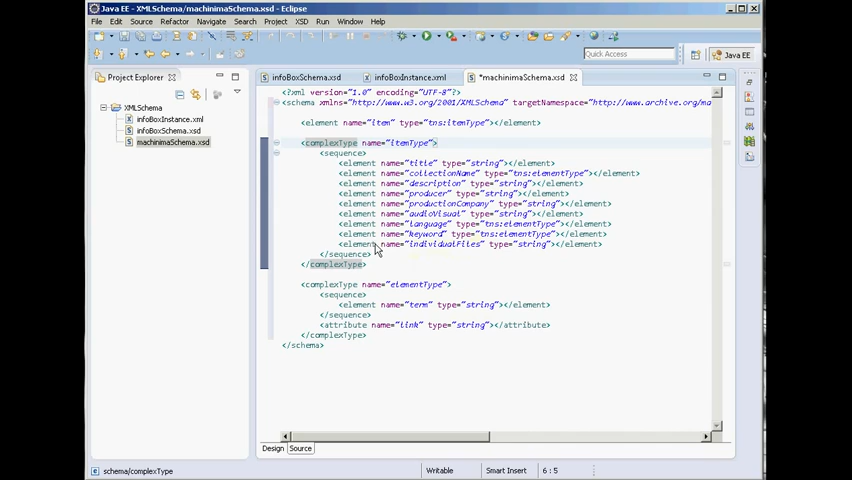 Java EE - XMLSchema/machinimaSchema.xsd - Eclipse
File Edit Source Refactor Navigate Search Project XSD Run Window Help
Quick Access
Java EE
Project Explorer
XMLSchema
infoBoxInstance.xml
infoBoxSchema.xsd
machinimaSchema.xsd
infoBoxSchema.xsd infoBoxInstance.xml *machinimaSchema.xsd
<?xml version="1.0" encoding="UTF-8"?>
<schema xmlns="http://www.w3.org/2001/XMLSchema" targetNamespace="http://www.archive.org/ma
<element name="item" type="tns:itemType"></element>
<complexType name="itemType">
<sequence>
<element name="title" type="string"></element>
<element name="collectionName" type="tns:elementType"></element>
<element name="description" type="string"></element>
<element name="producer" type="string"></element>
<element name="productionCompany" type="string"></element>
<element name="audioVisual" type="string"></element>
<element name="language" type="tns:elementType"></element>
<element name="keyword" type="tns:elementType"></element>
<element name="individualFiles" type="string"></element>
</sequence>
</complexType>
<complexType name="elementType">
<sequence>
<element name="term" type="string"></element>
</sequence>
<attribute name="link" type="string"></attribute>
</complexType>
</schema>
Design Source
schema/complexType
Writable
Smart Insert
6 : 5